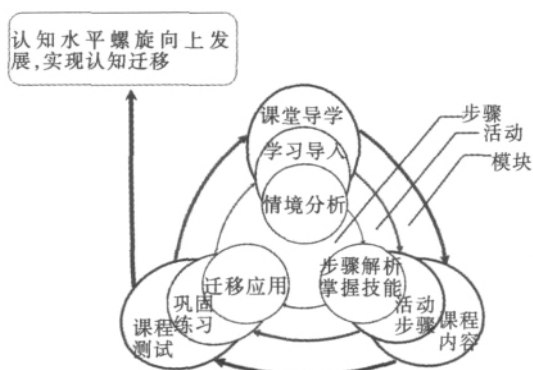 认知水平螺旋向上发
展,实现认知迁移
课堂导学
学习导入
情境分析
步骤
活动
模块
迁移应用
巩固
练习
课程
测试
步骤解析
掌握技能
活动
步骤
课程
内容